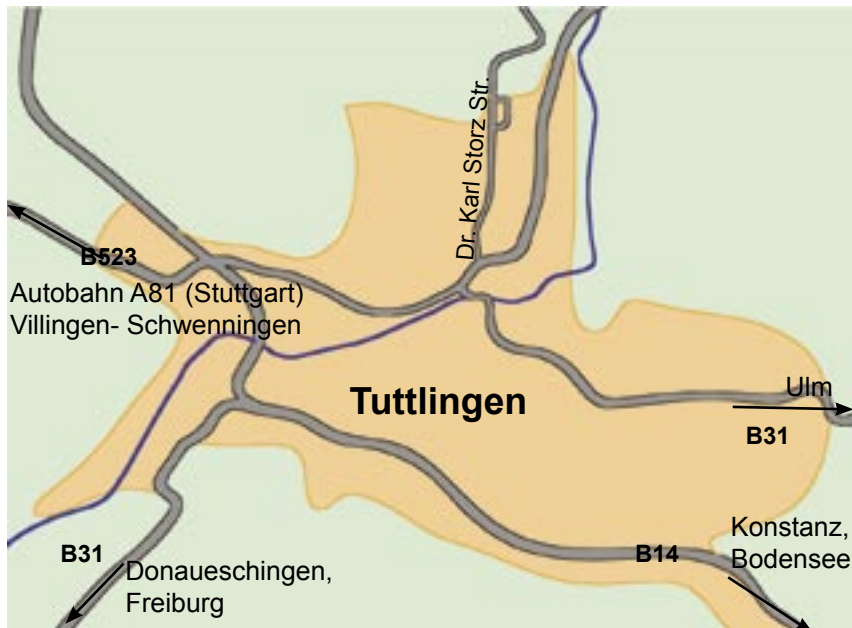 Dr. Karl Storz Str.
B523
Autobahn A81 (Stuttgart)
Villingen- Schwenningen
Tuttlingen
Ulm
B31
Konstanz,
Bodensee
B14
B31
Donaueschingen,
Freiburg